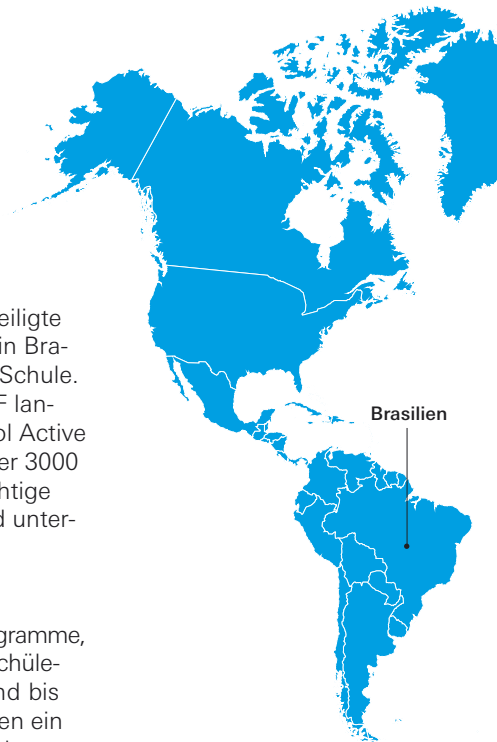 eiligte
in Bra-
Schule.
F lan-
ol Active
er 3000
htige
d unter-
gramme,
chüle-
nd bis
en ein
Brasilien